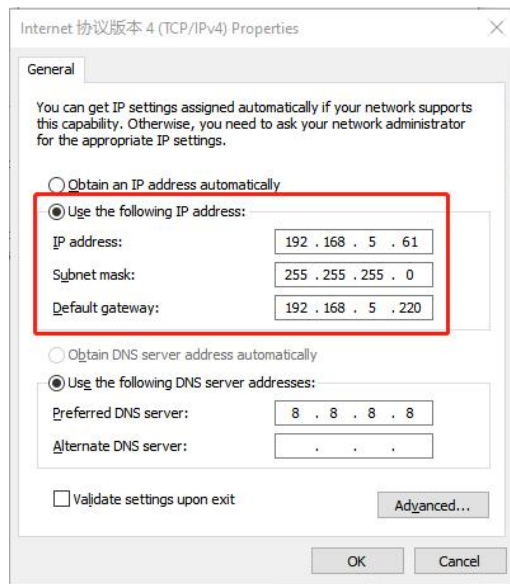 Internet 协议版本 4 (TCP/IPv4) Properties
General
You can get IP settings assigned automatically if your network supports
this capability. Otherwise, you need to ask your network administrator
for the appropriate IP settings.
Obtain an IP address automatically
Use the following IP address:
IP address: 192 . 168 . 5 . 61
Subnet mask: 255 . 255 . 255 . 0
Default gateway: 192 . 168 . 5 . 220
Obtain DNS server address automatically
Use the following DNS server addresses:
Preferred DNS server: 8 . 8 . 8 . 8
Alternate DNS server: . . .
Validate settings upon exit
Advanced...
OK Cancel